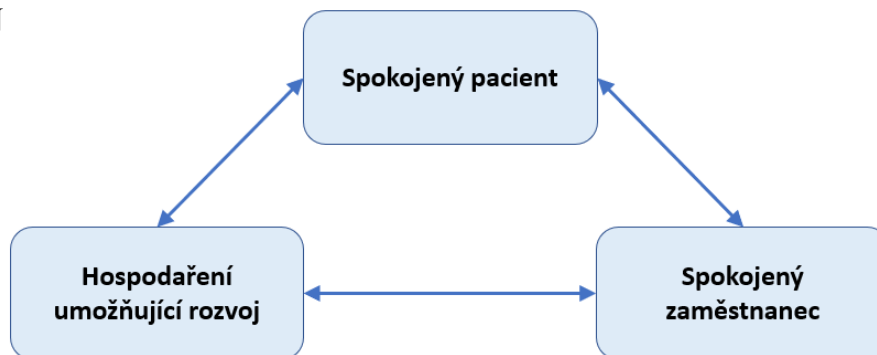 Spokojený pacient
Hospodaření
umožňující rozvoj
Spokojený
zaměstnanec